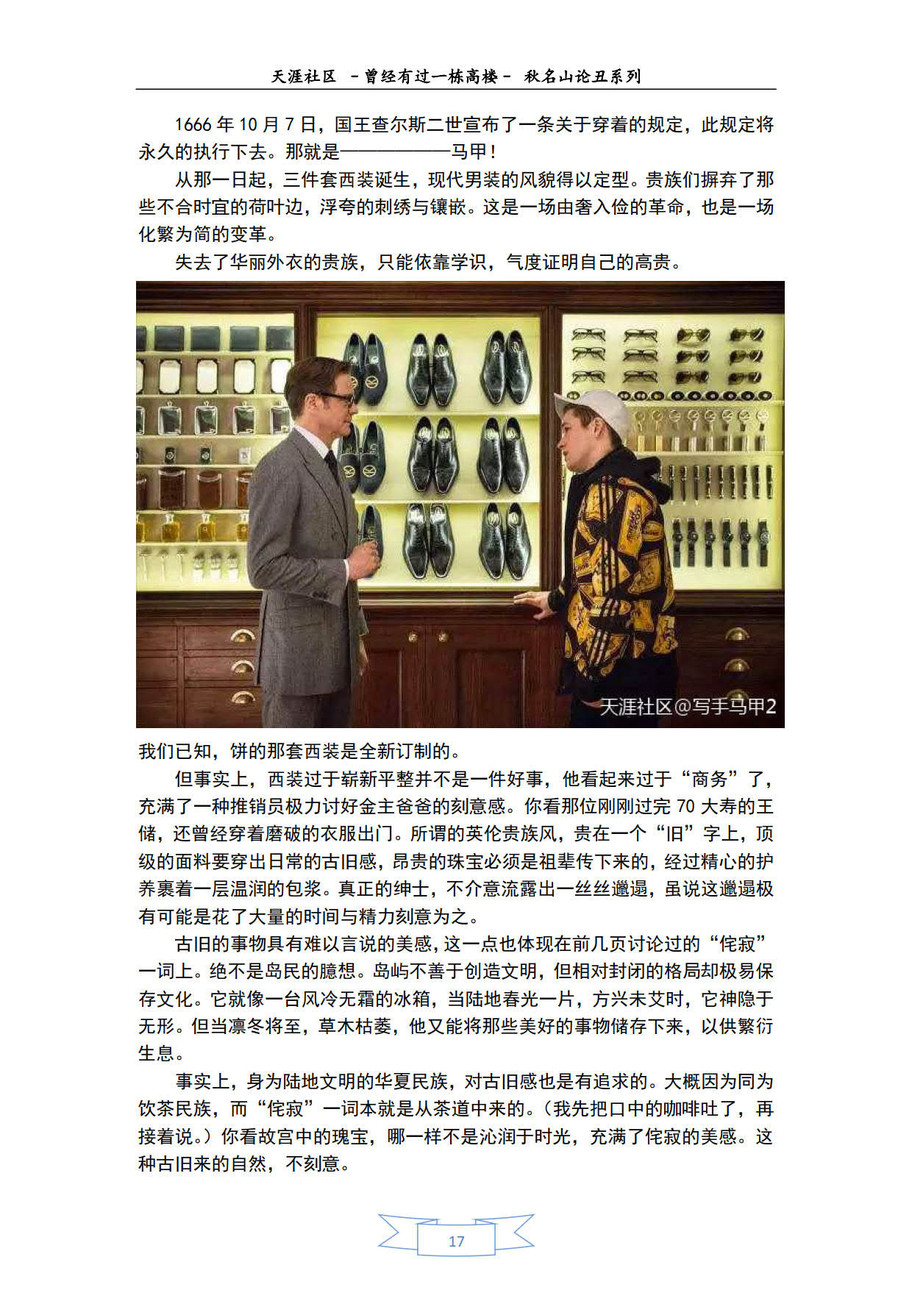 天涯社区 -曾经有过一栋高楼- 秋名山论丑系列
1666 年 10 月 7 日，国王查尔斯二世宣布了一条关于穿着的规定，此规定将
永久的执行下去。那就是——————马甲！
从那一日起，三件套西装诞生，现代男装的风貌得以定型。贵族们摒弃了那
些不合时宜的荷叶边，浮夸的刺绣与镶嵌。这是一场由奢入俭的革命，也是一场
化繁为简的变革。
失去了华丽外衣的贵族，只能依靠学识，气度证明自己的高贵。
天涯社区@写手马甲2
我们已知，饼的那套西装是全新订制的。
但事实上，西装过于崭新平整并不是一件好事，他看起来过于“商务”了，
充满了一种推销员极力讨好金主爸爸的刻意感。你看那位刚刚过完 70 大寿的王
储，还曾经穿着磨破的衣服出门。所谓的英伦贵族风，贵在一个“旧”字上，顶
级的面料要穿出日常的古旧感，昂贵的珠宝必须是祖辈传下来的，经过精心的护
养裹着一层温润的包浆。真正的绅士，不介意流露出一丝丝邋遢，虽说这邋遢极
有可能是花了大量的时间与精力刻意为之。
古旧的事物具有难以言说的美感，这一点也体现在前几页讨论过的“侘寂”
一词上。绝不是岛民的臆想。岛屿不善于创造文明，但相对封闭的格局却极易保
存文化。它就像一台风冷无霜的冰箱，当陆地春光一片，方兴未艾时，它神隐于
无形。但当凛冬将至，草木枯萎，他又能将那些美好的事物储存下来，以供繁衍
生息。
事实上，身为陆地文明的华夏民族，对古旧感也是有追求的。大概因为同为
饮茶民族，而“侘寂”一词本就是从茶道中来的。（我先把口中的咖啡吐了，再
接着说。）你看故宫中的瑰宝，哪一样不是沁润于时光，充满了侘寂的美感。这
种古旧来的自然，不刻意。
17